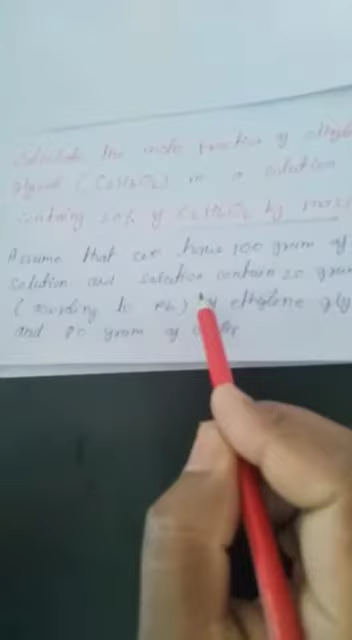 Calculate the mole fraction of ethyle
glycol (C2H6O2) in a solution
containing 20% of C2H6O2 by mass
Assume that we have 100 gram of
solution and solution contain 20 gram
(according to ) of ethylene gly
and 80 gram of